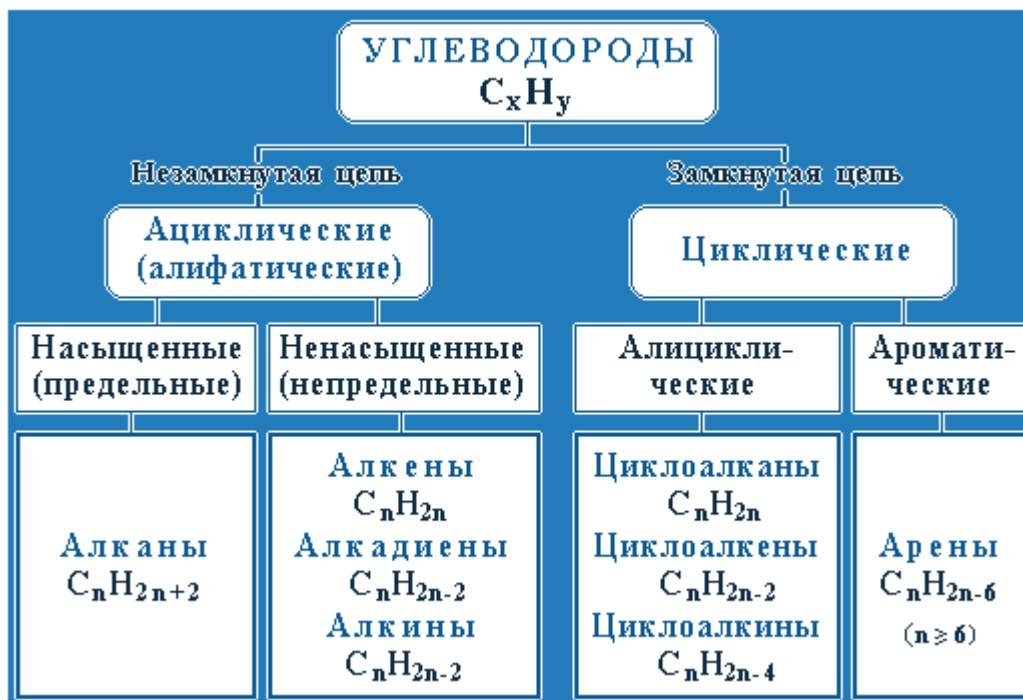 УГЛЕВОДОРОДЫ
CₓHᵧ
Незамкнутая цепь
Замкнутая цепь
Ациклические
(алифатические)
Циклические
Насыщенные
(предельные)
Ненасыщенные
(непредельные)
Алицикли-
ческие
Аромати-
ческие
Алканы
CₙH₂ₙ₊₂
Алкены
CₙH₂ₙ
Алкадиены
CₙH₂ₙ₋₂
Алкины
CₙH₂ₙ₋₂
Циклоалканы
CₙH₂ₙ
Циклоалкены
CₙH₂ₙ₋₂
Циклоалкины
CₙH₂ₙ₋₄
Арены
CₙH₂ₙ₋₆
(n ⩾ 6)